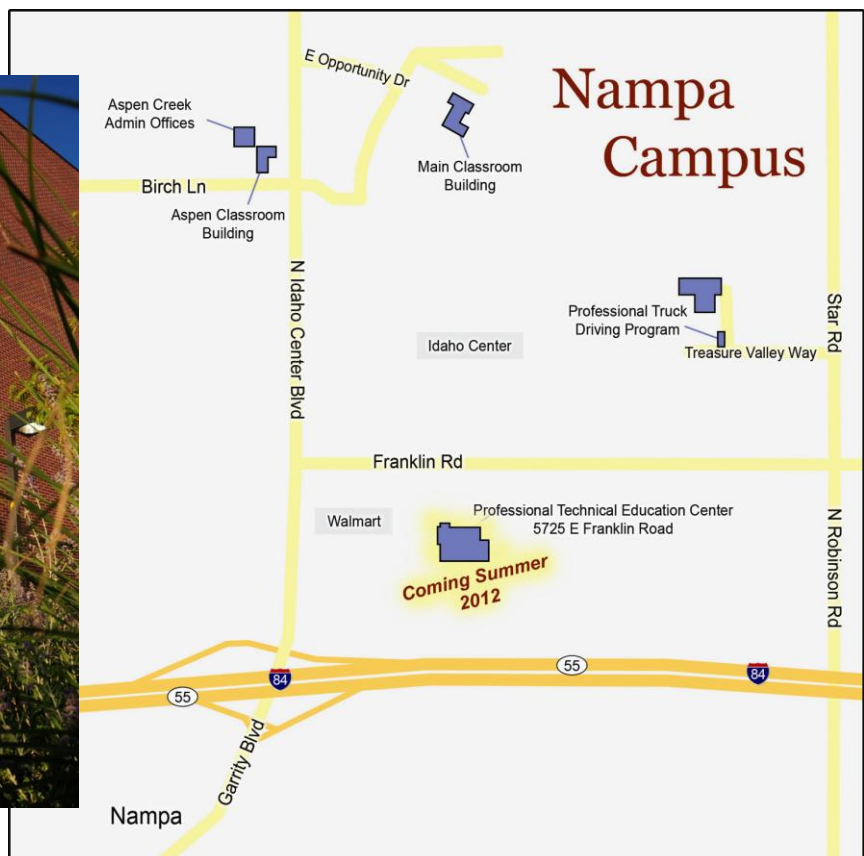 E Opportunity Dr
Nampa
Campus
Aspen Creek
Admin Offices
Main Classroom
Building
Birch Ln
Aspen Classroom
Building
N Idaho Center Blvd
Professional Truck
Driving Program
Star Rd
Idaho Center
Treasure Valley Way
Franklin Rd
Professional Technical Education Center
5725 E Franklin Road
Walmart
N Robinson Rd
Coming Summer
2012
55
84
84
55
Garrity Blvd
Nampa